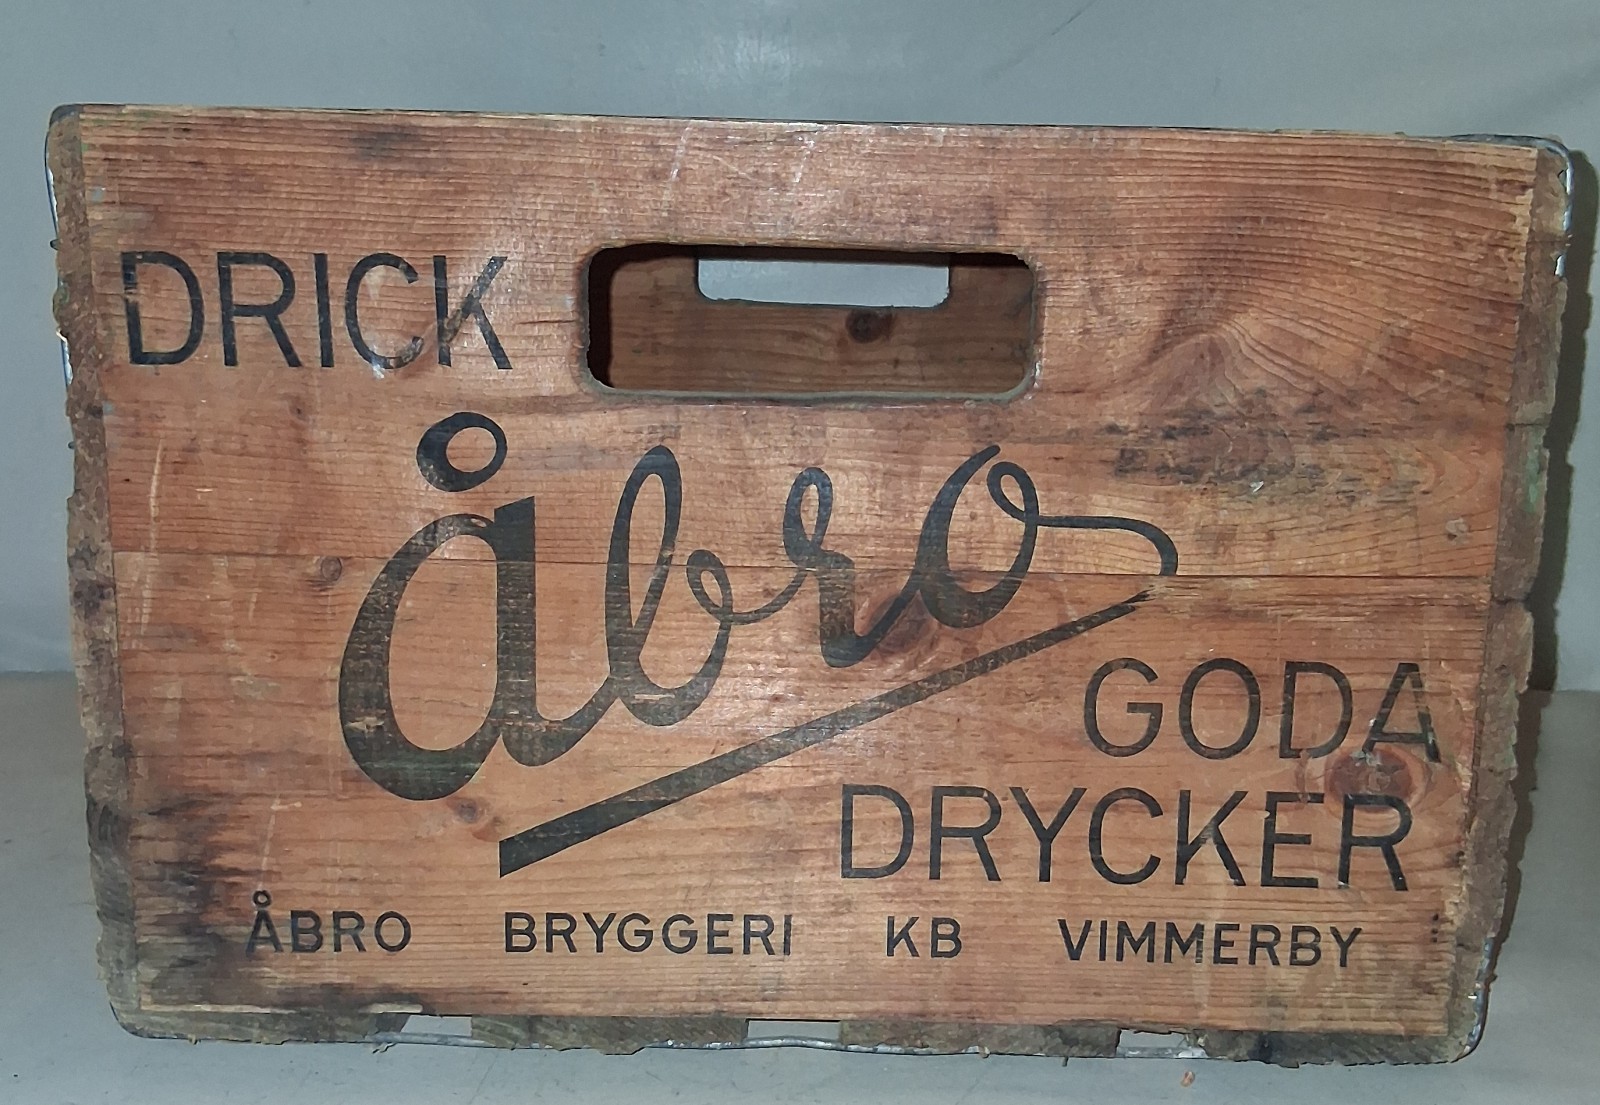 DRICK
Åbro
GODA
DRYCKER
ÅBRO BRYGGERI KB VIMMERBY